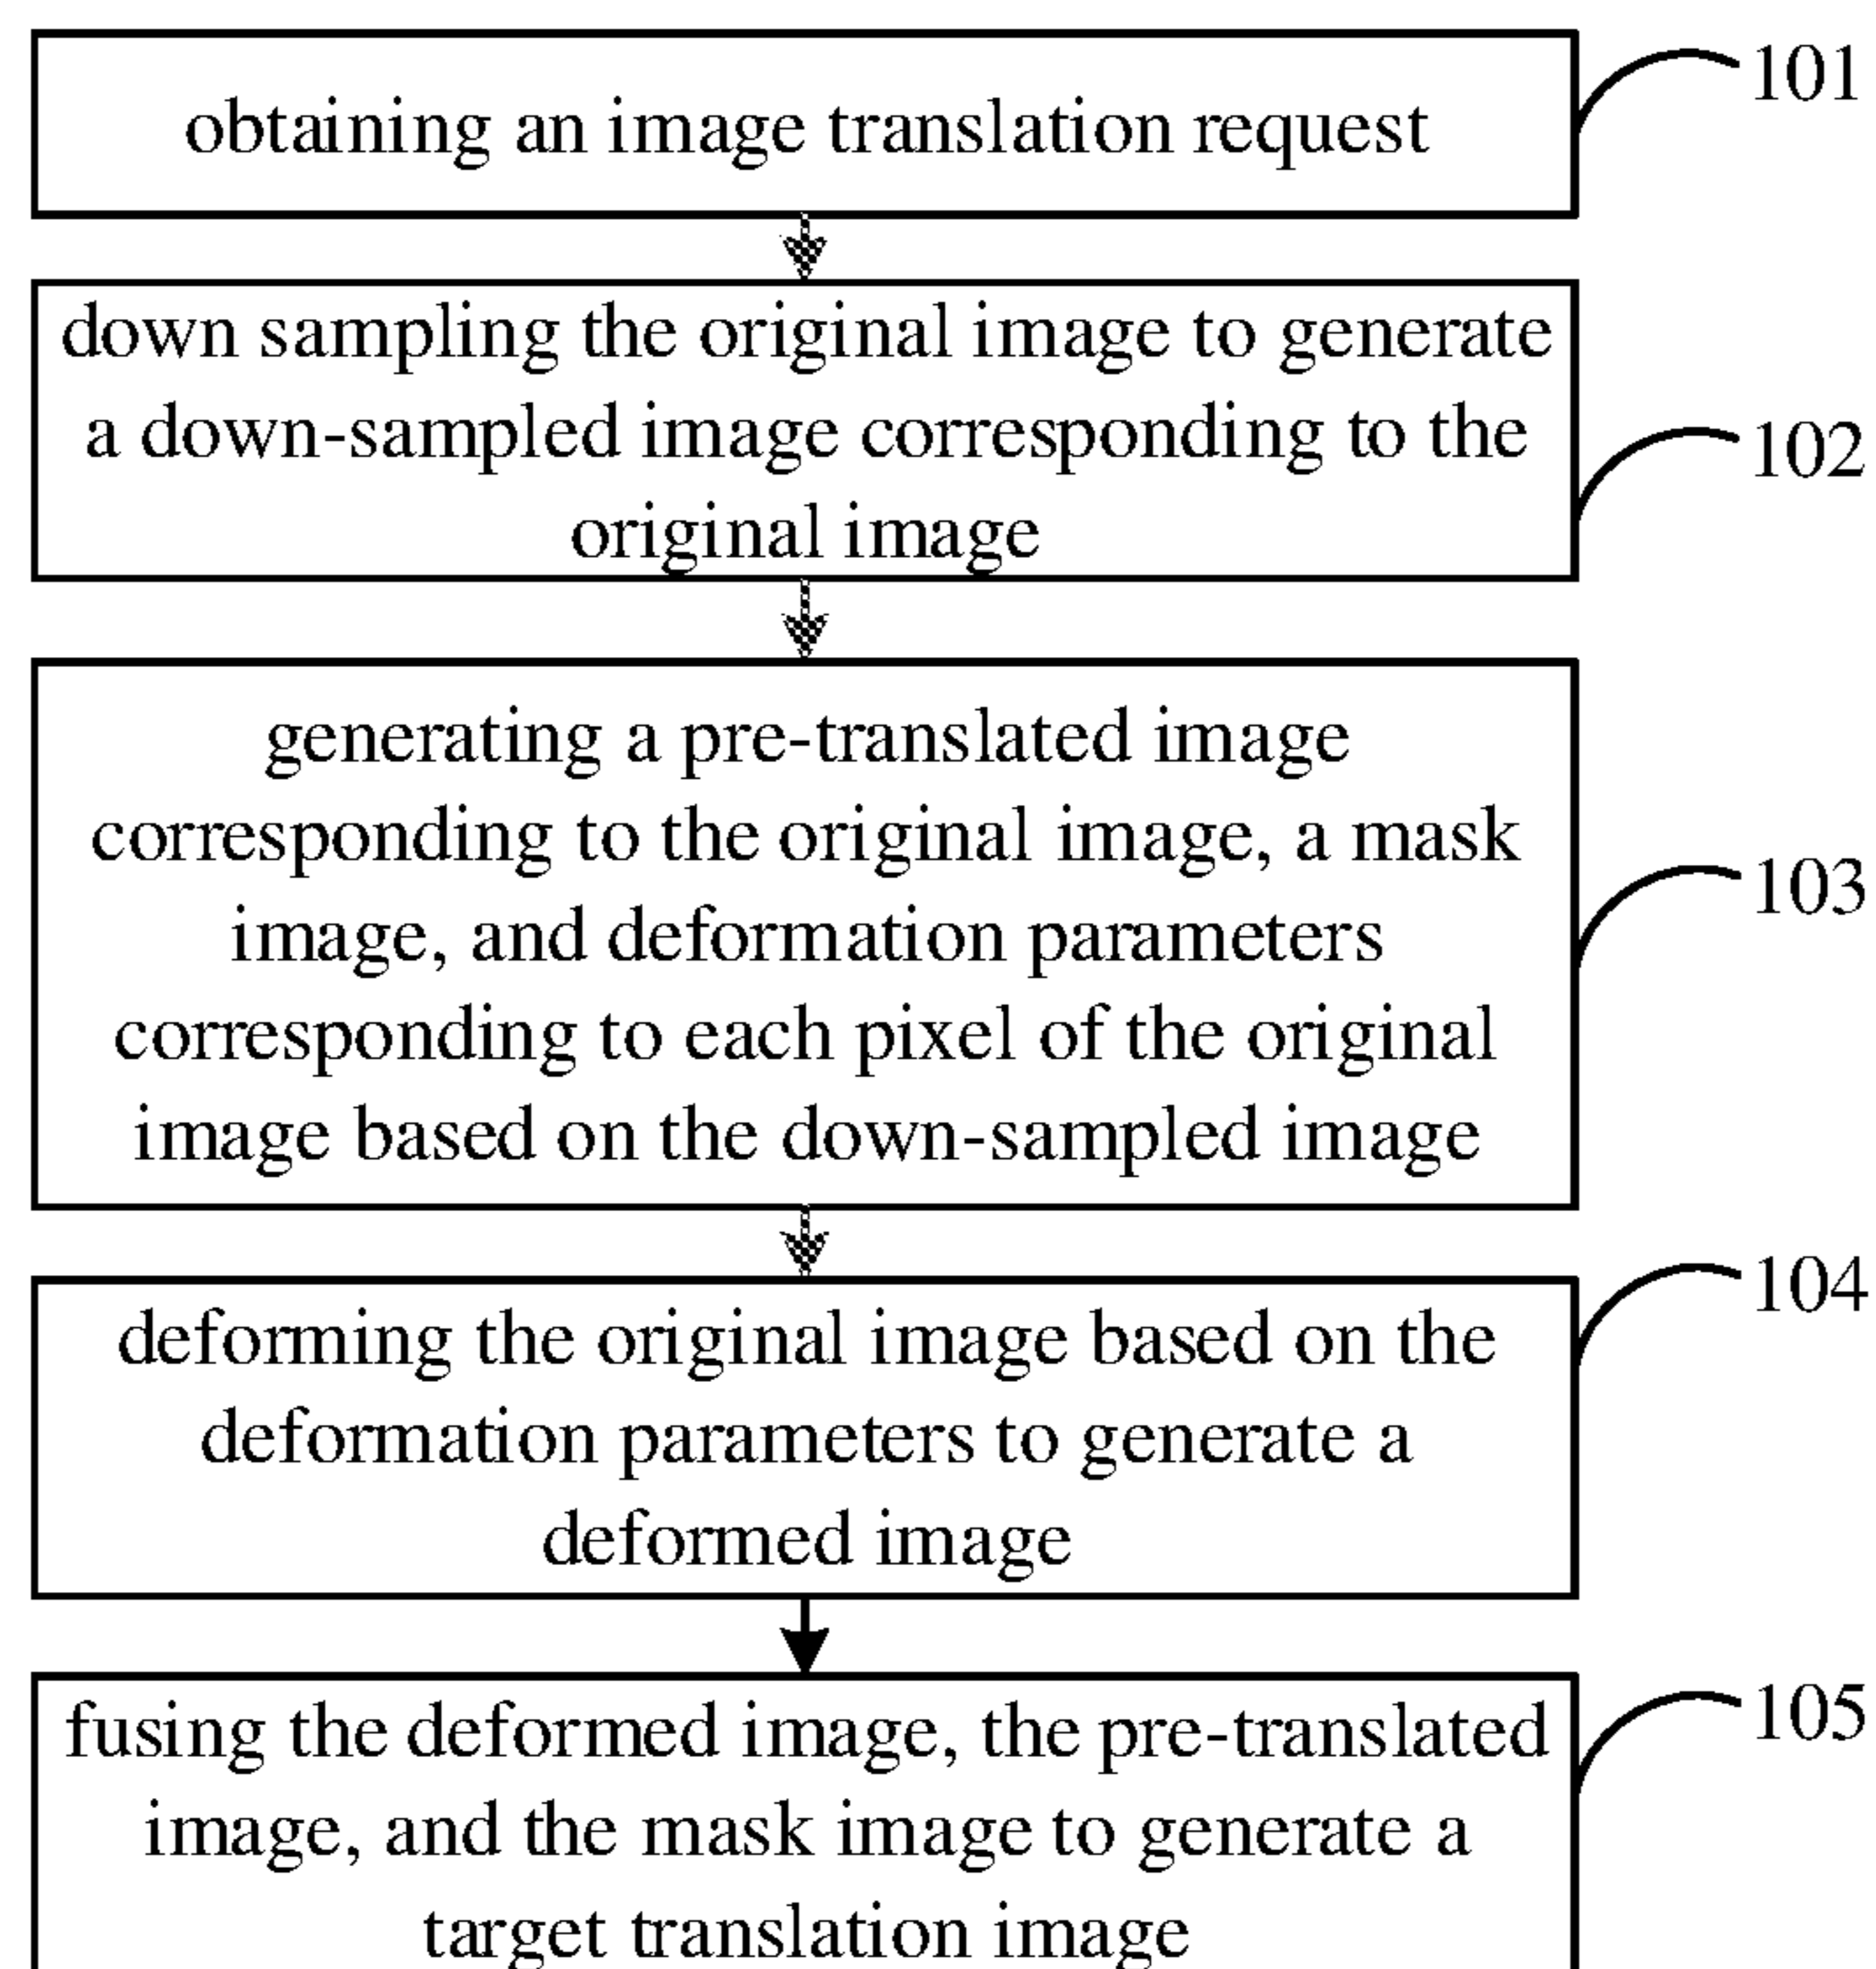 101
obtaining an image translation request
down sampling the original image to generate
a down-sampled image corresponding to the
102
original image
generating a pre-translated image
corresponding to the original image, a mask
103
image, and deformation parameters
corresponding to each pixel of the original
image based on the down-sampled image
104
deforming the original image based on the
deformation parameters to generate a
deformed image
105
fusing the deformed image, the pre-translated
image, and the mask image to generate a
target translation image